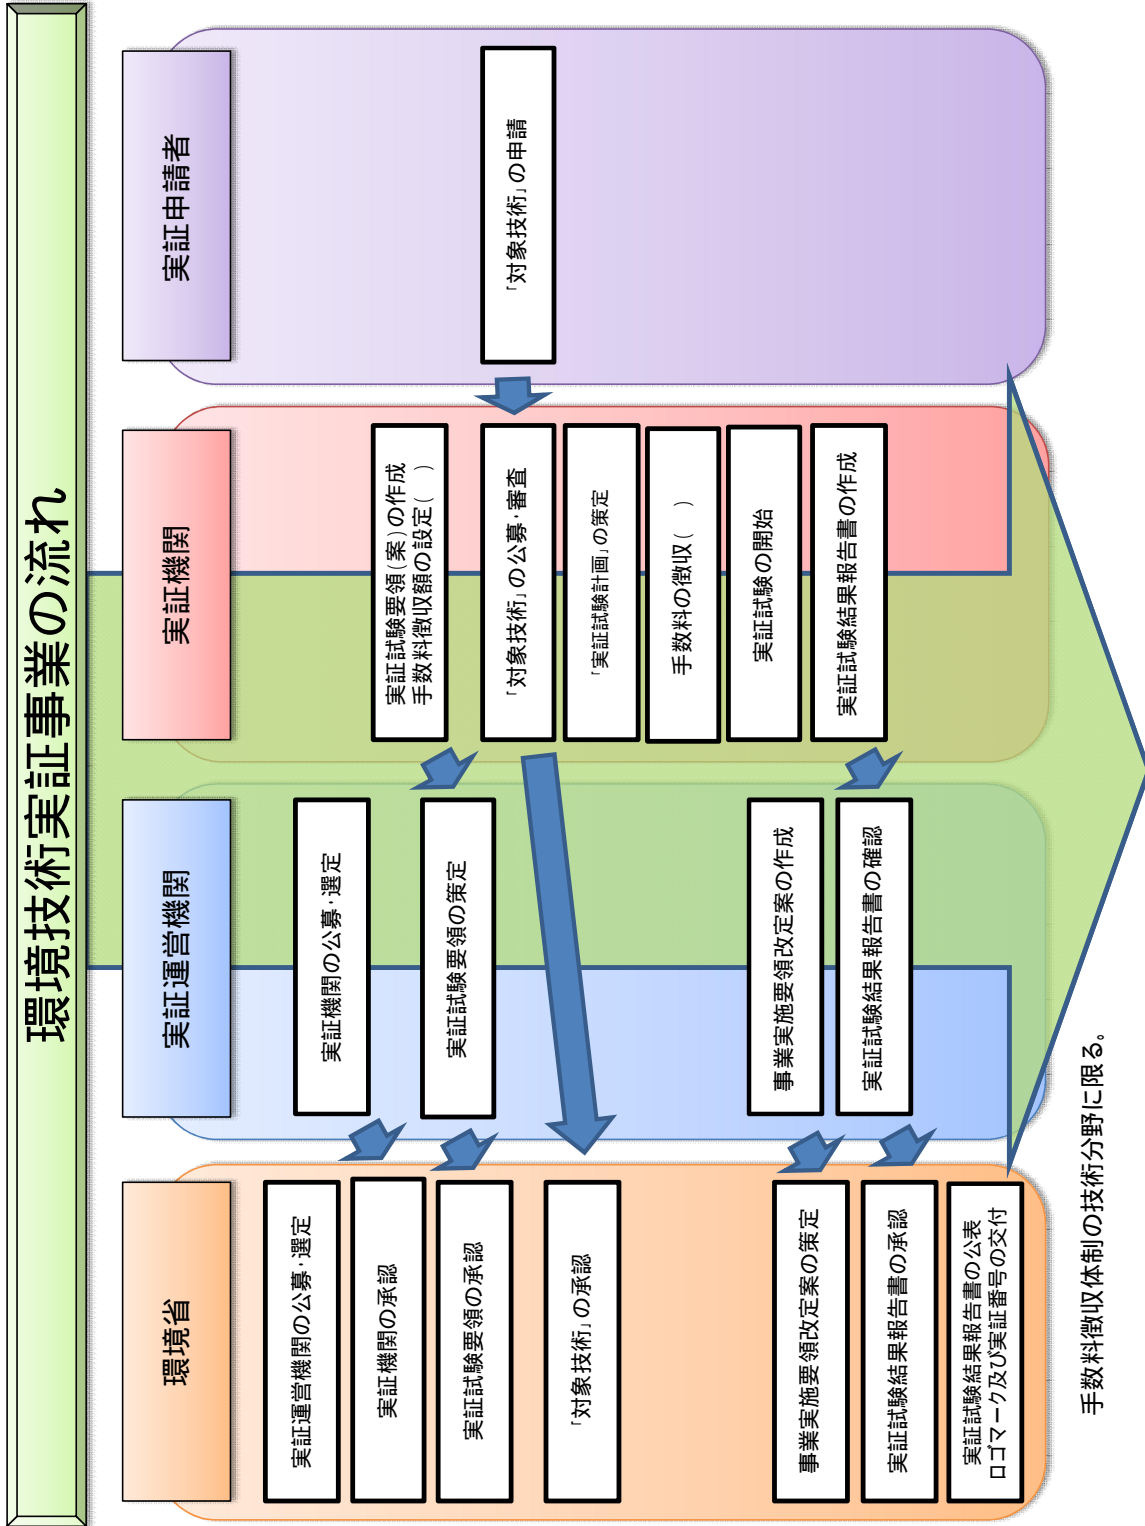 環境技術実証事業の流れ
環境省
実証運営機関の公募・選定
実証機関の承認
実証試験要領の承認
「対象技術」の承認
事業実施要領改定案の策定
実証試験結果報告書の承認
実証試験結果報告書の公表
ロゴマーク及び実証番号の交付
実証運営機関
実証機関の公募・選定
実証試験要領の策定
事業実施要領改定案の作成
実証試験結果報告書の確認
実証機関
実証試験要領(案)の作成
手数料徴収額の設定( )
「対象技術」の公募・審査
「実証試験計画」の策定
手数料の徴収( )
実証試験の開始
実証試験結果報告書の作成
実証申請者
「対象技術」の申請
手数料徴収体制の技術分野に限る。